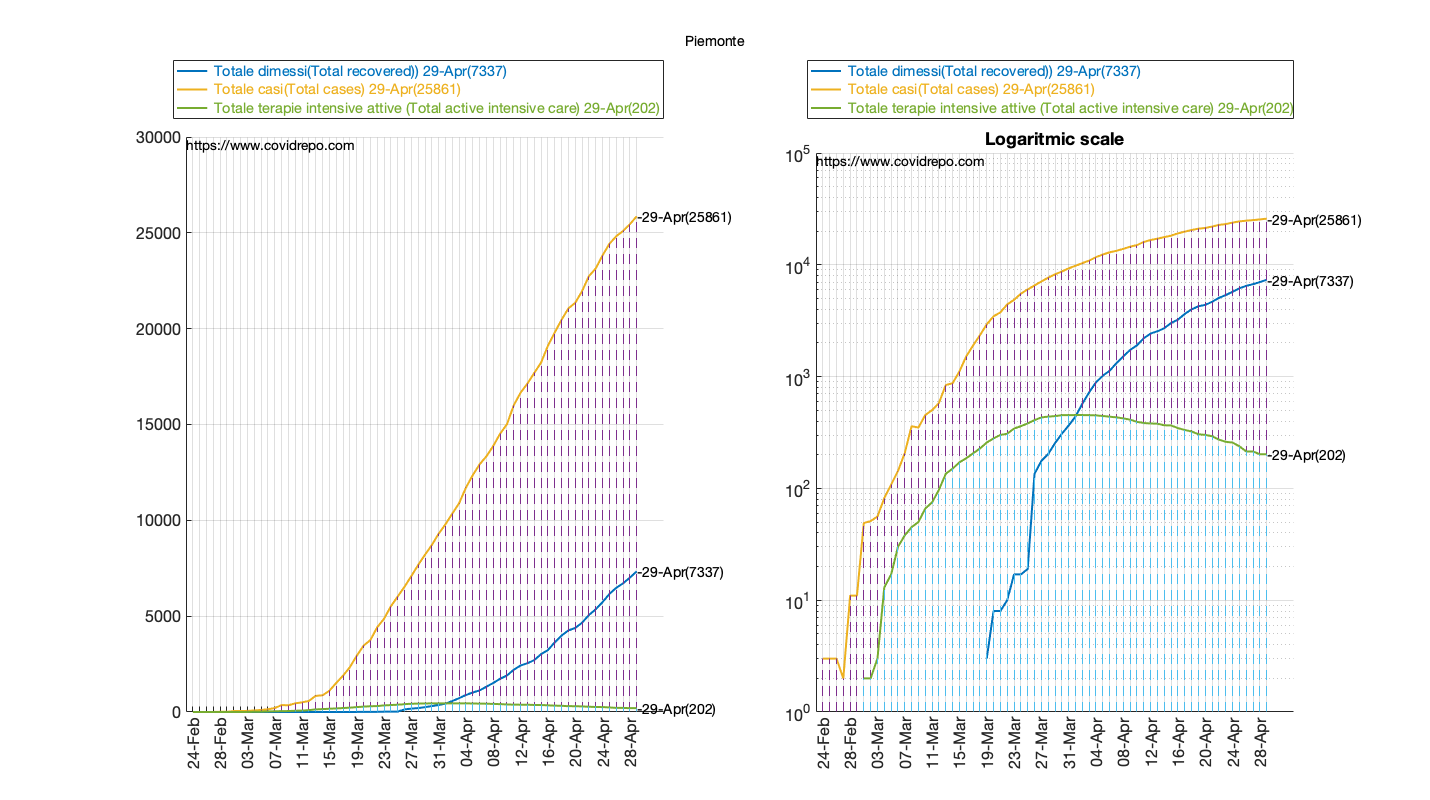 Piemonte
Totale dimessi(Total recovered)) 29-Apr(7337)
Totale casi(Total cases) 29-Apr(25861)
Totale terapie intensive attive (Total active intensive care) 29-Apr(202)
30000
25000
20000
15000
10000
5000
0
https://www.covidrepo.com
-29-Apr(25861)
-29-Apr(7337)
-29-Apr(202)
24-Feb
28-Feb
03-Mar
07-Mar
11-Mar
15-Mar
19-Mar
23-Mar
27-Mar
31-Mar
04-Apr
08-Apr
12-Apr
16-Apr
20-Apr
24-Apr
28-Apr
Totale dimessi(Total recovered)) 29-Apr(7337)
Totale casi(Total cases) 29-Apr(25861)
Totale terapie intensive attive (Total active intensive care) 29-Apr(202)
Logaritmic scale
10^5
10^4
10^3
10^2
10^1
10^0
https://www.covidrepo.com
-29-Apr(25861)
-29-Apr(7337)
-29-Apr(202)
24-Feb
28-Feb
03-Mar
07-Mar
11-Mar
15-Mar
19-Mar
23-Mar
27-Mar
31-Mar
04-Apr
08-Apr
12-Apr
16-Apr
20-Apr
24-Apr
28-Apr